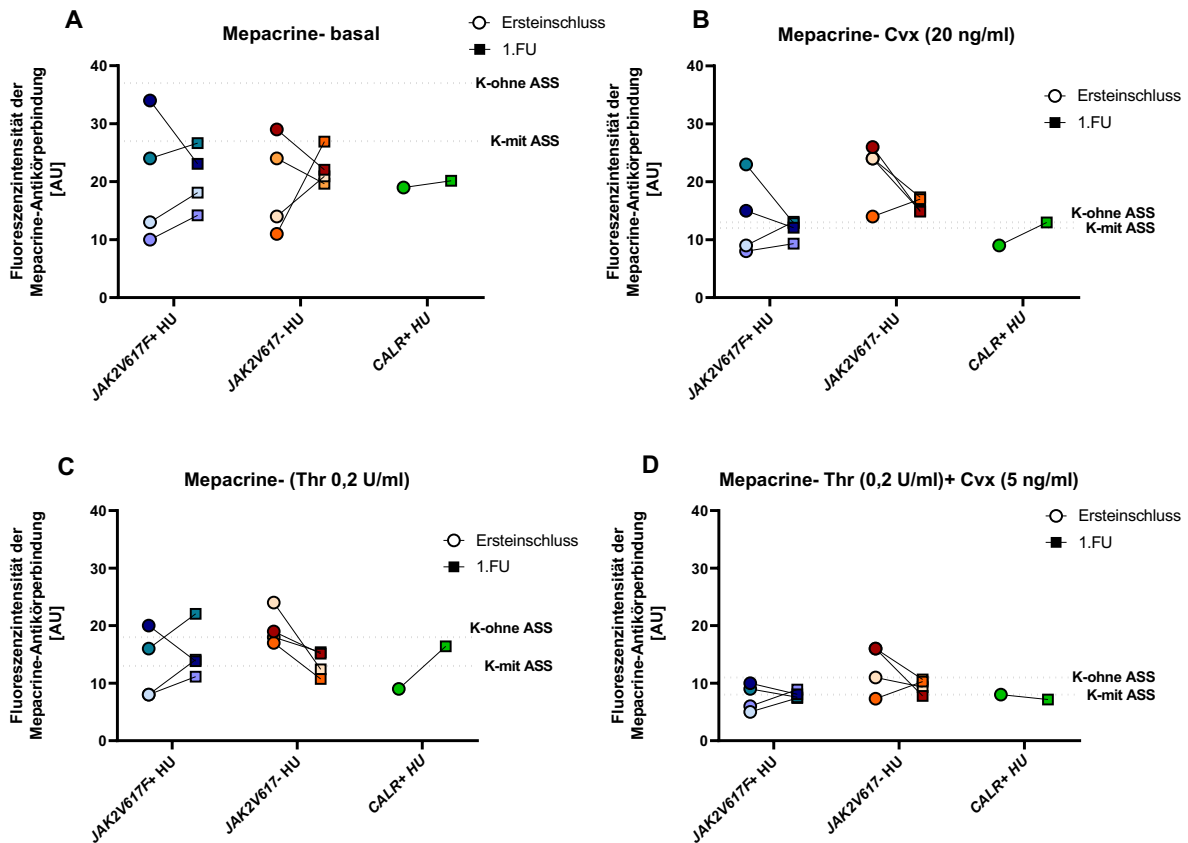 A
Mepacrine- basal
Ersteinschluss
1.FU
Fluoreszenzintensität der
Mepacrine-Antikörperbindung
[AU]
40
30
20
10
0
K-ohne ASS
K-mit ASS
JAK2V617F+ HU
JAK2V617- HU
CALR+ HU
B
Mepacrine- Cvx (20 ng/ml)
Ersteinschluss
1.FU
Fluoreszenzintensität der
Mepacrine-Antikörperbindung
[AU]
40
30
20
10
0
K-ohne ASS
K-mit ASS
JAK2V617F+ HU
JAK2V617- HU
CALR+ HU
C
Mepacrine- (Thr 0,2 U/ml)
Ersteinschluss
1.FU
Fluoreszenzintensität der
Mepacrine-Antikörperbindung
[AU]
40
30
20
10
0
K-ohne ASS
K-mit ASS
JAK2V617F+ HU
JAK2V617- HU
CALR+ HU
D
Mepacrine- Thr (0,2 U/ml)+ Cvx (5 ng/ml)
Ersteinschluss
1.FU
Fluoreszenzintensität der
Mepacrine-Antikörperbindung
[AU]
40
30
20
10
0
K-ohne ASS
K-mit ASS
JAK2V617F+ HU
JAK2V617- HU
CALR+ HU